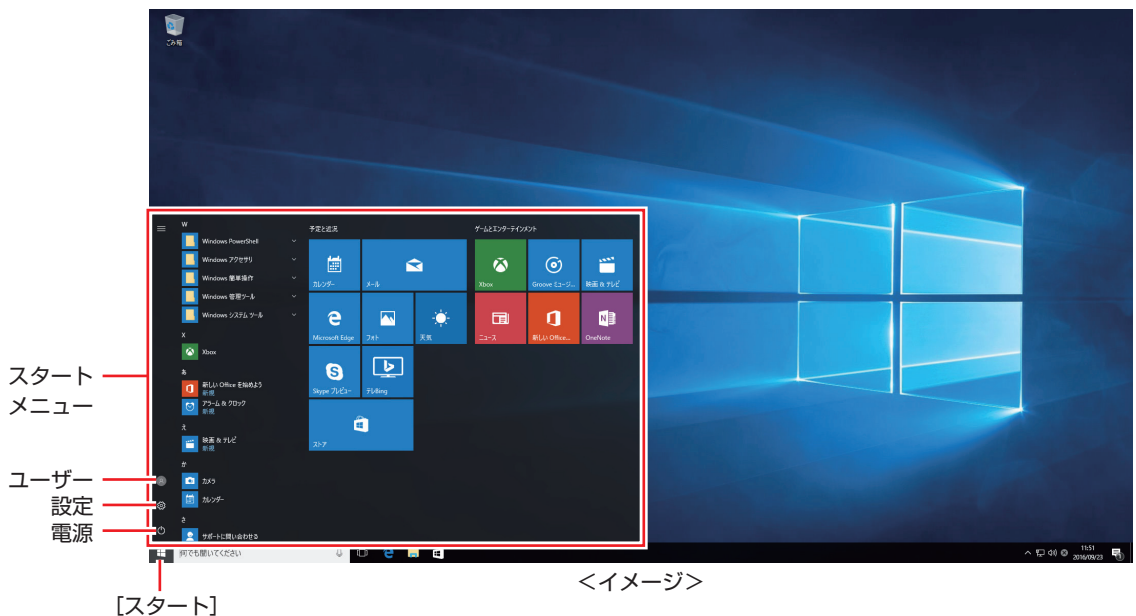 ごみ箱
W
Windows PowerShell
Windows アクセサリ
Windows 簡単操作
Windows 管理ツール
Windows システム ツール
X
Xbox
あ
新しい Office を始めよう
新規
アラーム & クロック
新規
え
映画 & テレビ
新規
か
カメラ
カレンダー
さ
サポートに問い合わせる
予定と近況
カレンダー
メール
Microsoft Edge
フォト
天気
Skype プレビュー
テレBing
ストア
ゲームとエンターテインメント
Xbox
Groove ミュージ...
映画 & テレビ
ニュース
新しい Office...
OneNote
スタート
メニュー
ユーザー
設定
電源
何でも聞いてください
11:51
2016/09/23
[スタート]
＜イメージ＞